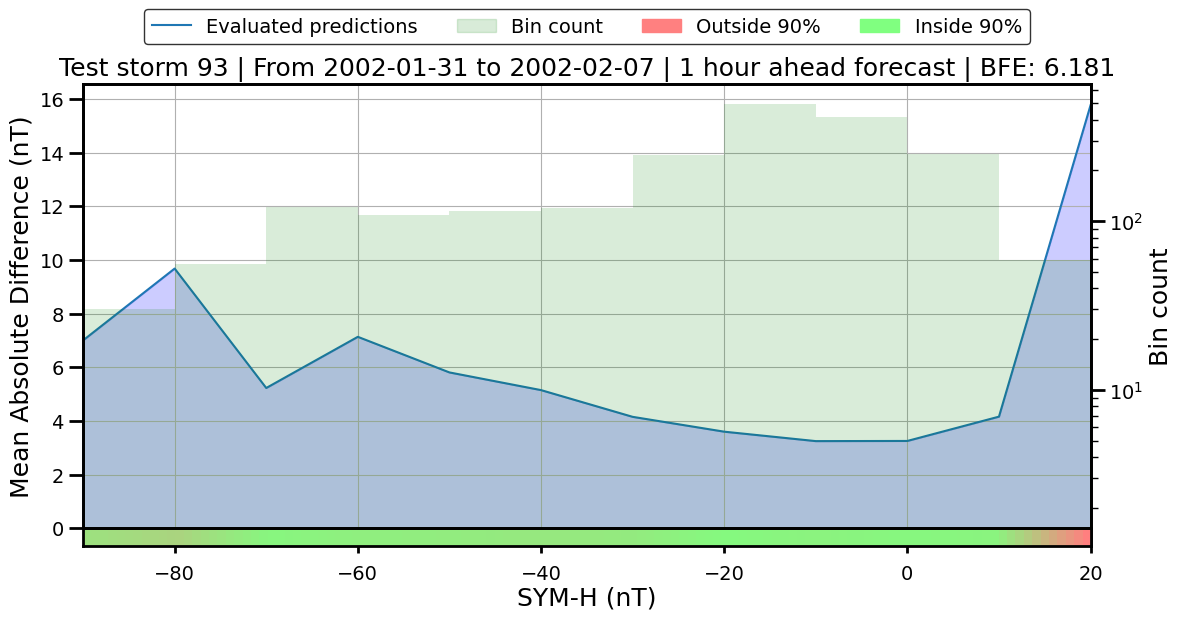 Evaluated predictions Bin count Outside 90% Inside 90%
Test storm 93 | From 2002-01-31 to 2002-02-07 | 1 hour ahead forecast | BFE: 6.181
Mean Absolute Difference (nT)
16
14
12
10
8
6
4
2
0
10²
10¹
Bin count
−80 −60 −40 −20 0 20
SYM-H (nT)